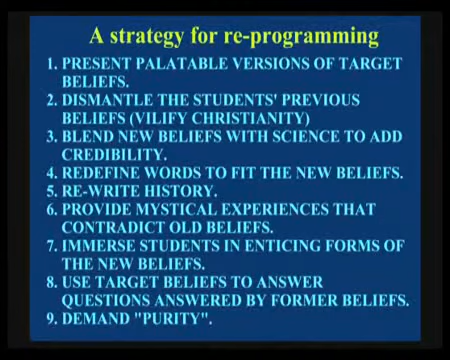 A strategy for re-programming
1. PRESENT PALATABLE VERSIONS OF TARGET
BELIEFS.
2. DISMANTLE THE STUDENTS' PREVIOUS
BELIEFS (VILIFY CHRISTIANITY)
3. BLEND NEW BELIEFS WITH SCIENCE TO ADD
CREDIBILITY.
4. REDEFINE WORDS TO FIT THE NEW BELIEFS.
5. RE-WRITE HISTORY.
6. PROVIDE MYSTICAL EXPERIENCES THAT
CONTRADICT OLD BELIEFS.
7. IMMERSE STUDENTS IN ENTICING FORMS OF
THE NEW BELIEFS.
8. USE TARGET BELIEFS TO ANSWER
QUESTIONS ANSWERED BY FORMER BELIEFS.
9. DEMAND "PURITY".